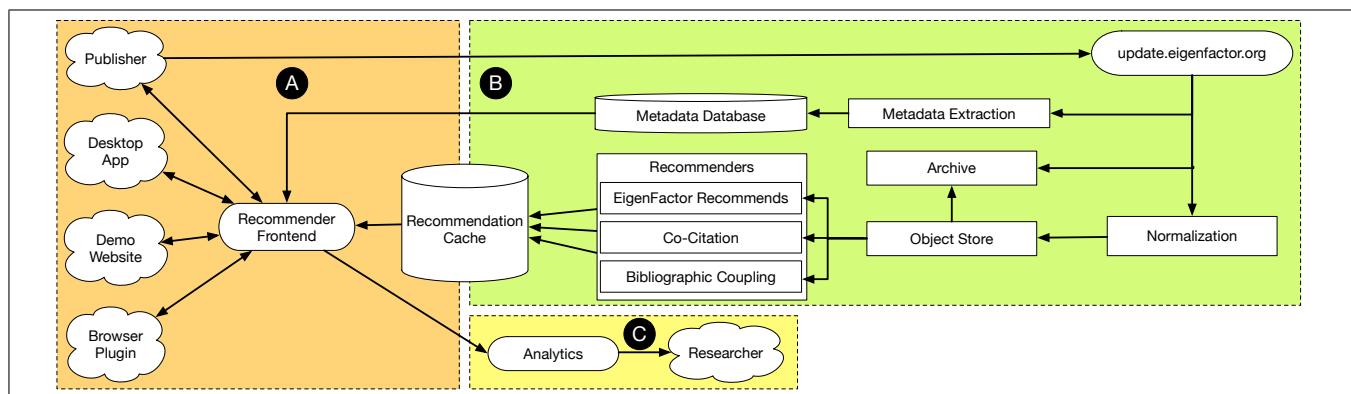 Publisher
update.eigenfactor.org
A
B
Metadata Database
Metadata Extraction
Desktop
App
Recommenders
Archive
EigenFactor Recommends
Recommender
Frontend
Recommendation
Cache
Co-Citation
Object Store
Normalization
Demo
Website
Bibliographic Coupling
Browser
Plugin
Analytics
C
Researcher